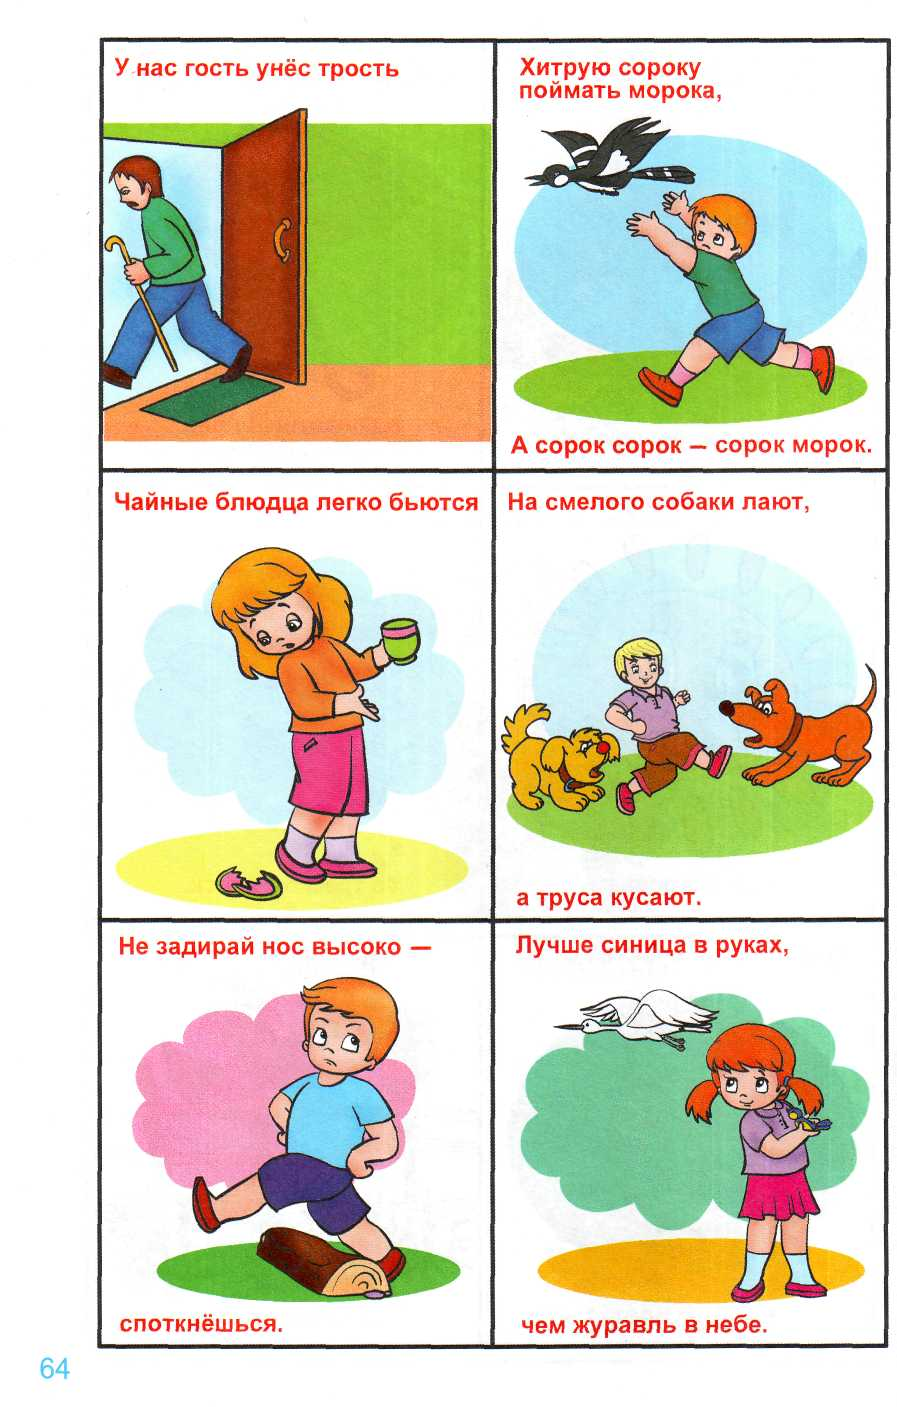 У нас гость унёс трость
Хитрую сороку
поймать морока,
А сорок сорок — сорок морок.
Чайные блюдца легко бьются
На смелого собаки лают,
а труса кусают.
Не задирай нос высоко —
споткнёшься.
Лучше синица в руках,
чем журавль в небе.
64